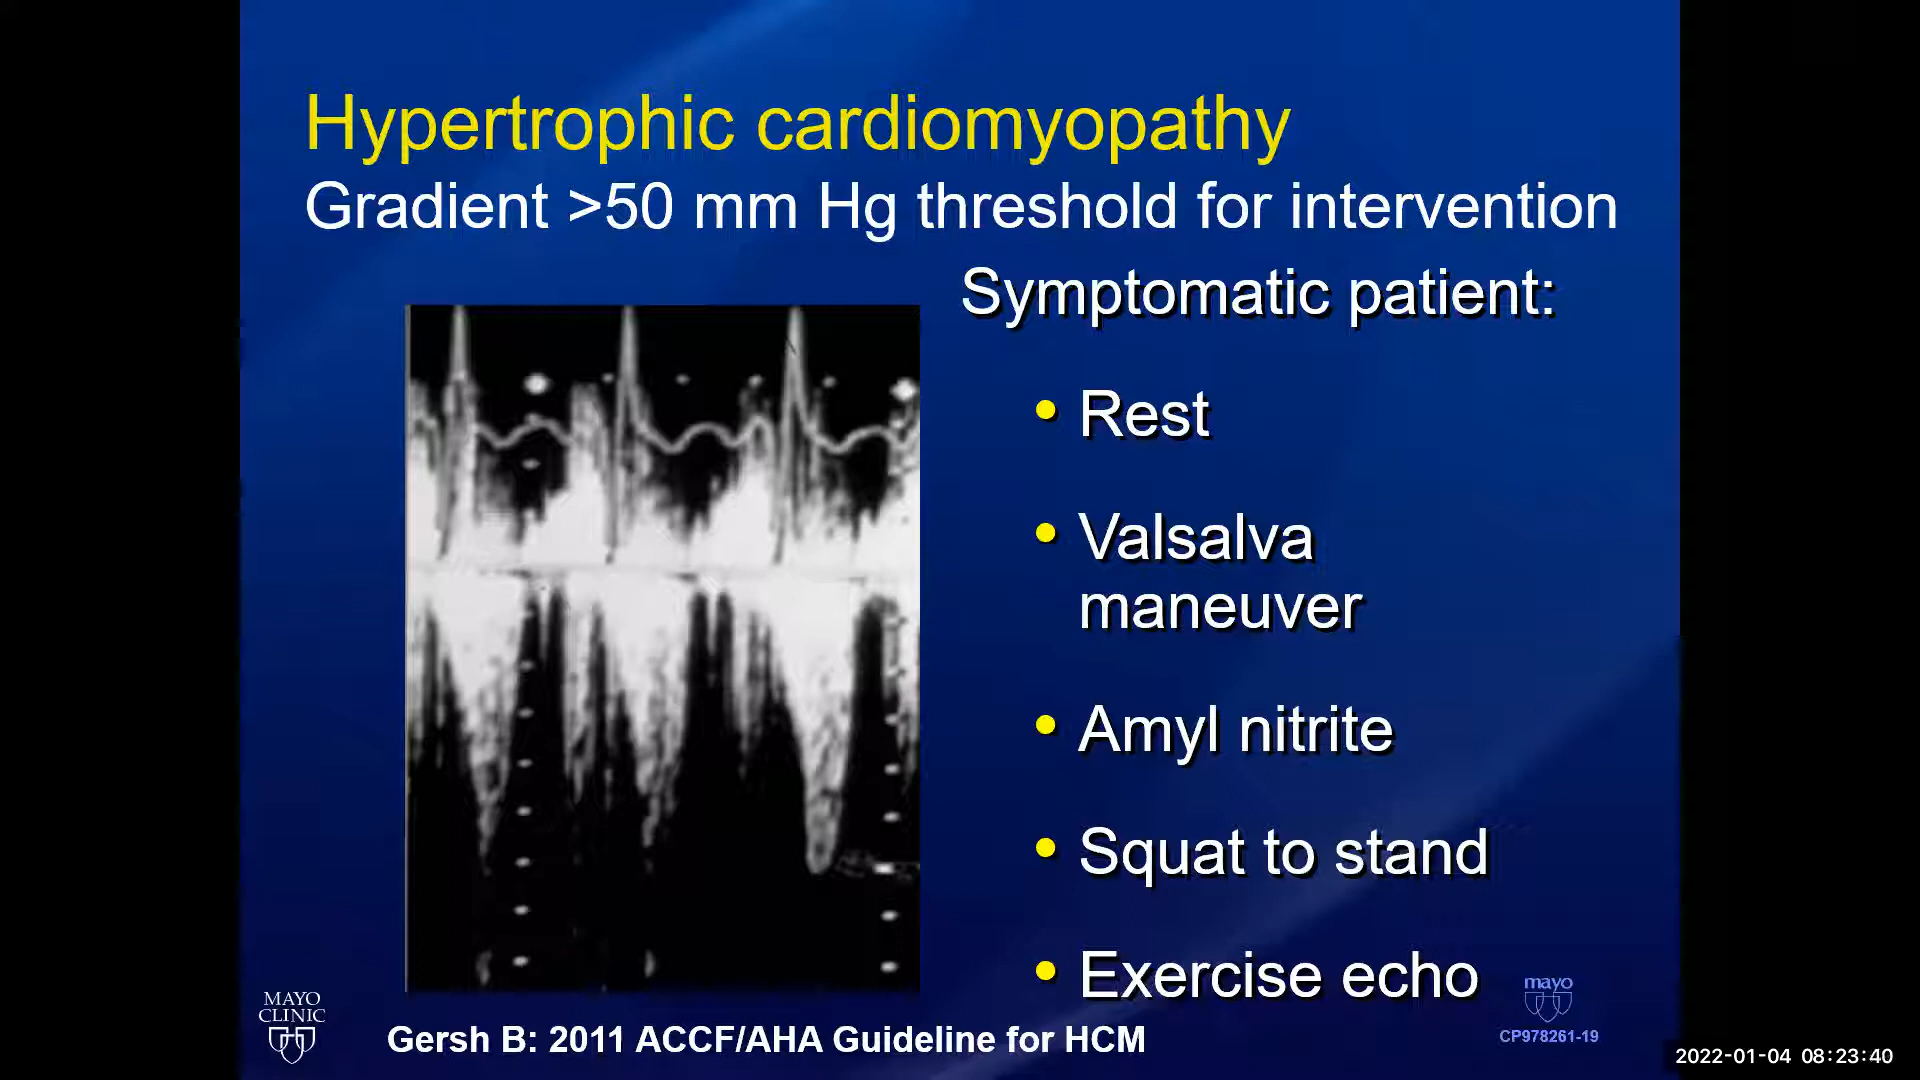 Hypertrophic cardiomyopathy
Gradient >50 mm Hg threshold for intervention
Symptomatic patient:
• Rest
• Valsalva
maneuver
• Amyl nitrite
• Squat to stand
• Exercise echo
MAYO
CLINIC
Gersh B: 2011 ACCF/AHA Guideline for HCM
mayo
CP978261-19
2022-01-04 08:23:40